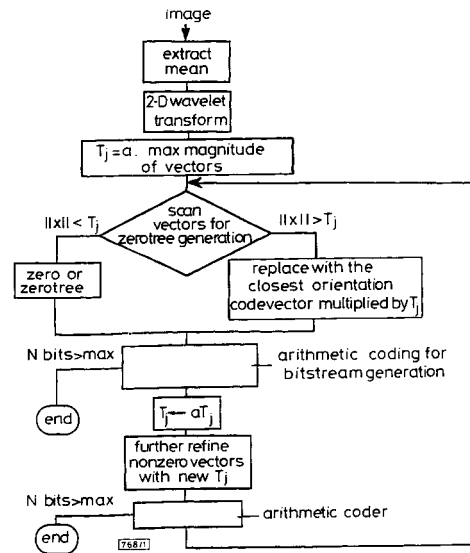 image
extract
mean
2-D wavelet
transform
Tj = a. max magnitude
of vectors
scan
vectors for
zerotree generation
||x|| < Tj
||x|| > Tj
zero or
zerotree
replace with the
closest orientation
codevector multiplied by Tj
N bits>max
arithmetic coding for
bitstream generation
end
Tj ← aTj
further refine
nonzero vectors
with new Tj
N bits>max
arithmetic coder
end
768/1